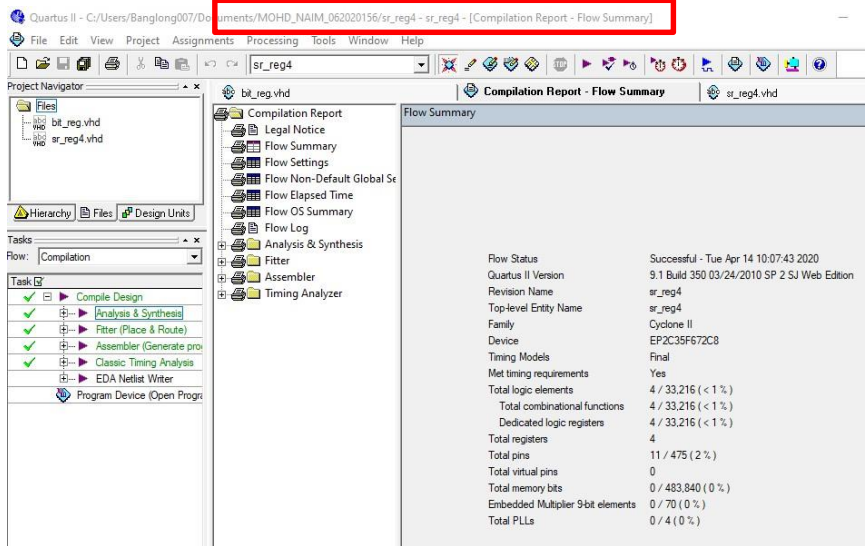 Quartus II - C:/Users/Banglong007/Documents/MOHD_NAIM_062020156/sr_reg4 - sr_reg4 - [Compilation Report - Flow Summary]
File Edit View Project Assignments Processing Tools Window Help
sr_reg4
Project Navigator
Files
bit_reg.vhd
sr_reg4.vhd
Hierarchy Files Design Units
Tasks
Flow: Compilation
Task
Compile Design
Analysis & Synthesis
Fitter (Place & Route)
Assembler (Generate pro
Classic Timing Analysis
EDA Netlist Writer
Program Device (Open Progra
bit_reg.vhd
Compilation Report - Flow Summary
sr_reg4.vhd
Compilation Report
Legal Notice
Flow Summary
Flow Settings
Flow Non-Default Global Se
Flow Elapsed Time
Flow OS Summary
Flow Log
Analysis & Synthesis
Fitter
Assembler
Timing Analyzer
Flow Summary
Flow Status Successful - Tue Apr 14 10:07:43 2020
Quartus II Version 9.1 Build 350 03/24/2010 SP 2 SJ Web Edition
Revision Name sr_reg4
Top-level Entity Name sr_reg4
Family Cyclone II
Device EP2C35F672C8
Timing Models Final
Met timing requirements Yes
Total logic elements 4 / 33,216 ( < 1 % )
Total combinational functions 4 / 33,216 ( < 1 % )
Dedicated logic registers 4 / 33,216 ( < 1 % )
Total registers 4
Total pins 11 / 475 ( 2 % )
Total virtual pins 0
Total memory bits 0 / 483,840 ( 0 % )
Embedded Multiplier 9-bit elements 0 / 70 ( 0 % )
Total PLLs 0 / 4 ( 0 % )